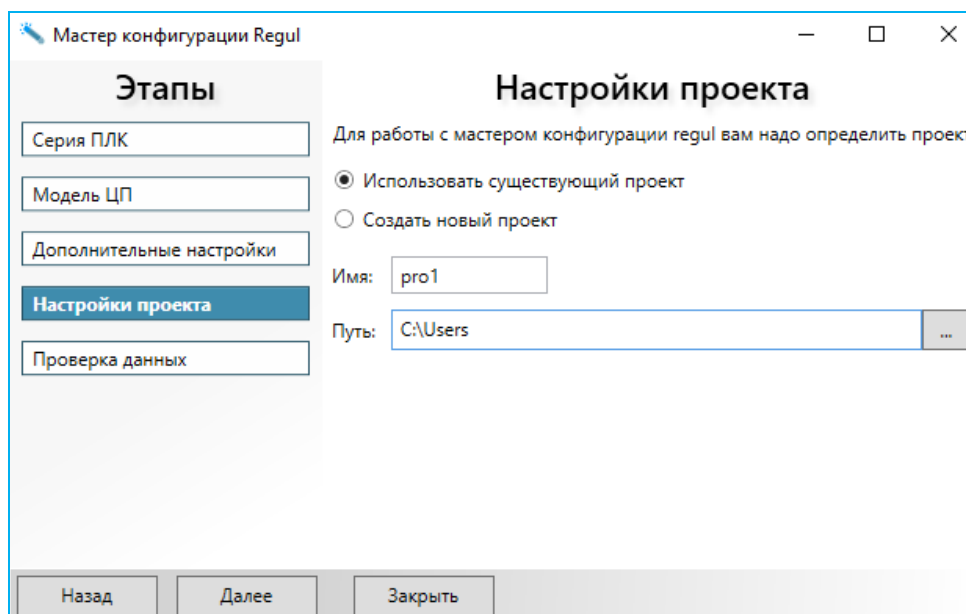 Мастер конфигурации Regul
Этапы
Серия ПЛК
Модель ЦП
Дополнительные настройки
Настройки проекта
Проверка данных
Настройки проекта
Для работы с мастером конфигурации regul вам надо определить проект
Использовать существующий проект
Создать новый проект
Имя: pro1
Путь: C:\Users ...
Назад Далее Закрыть